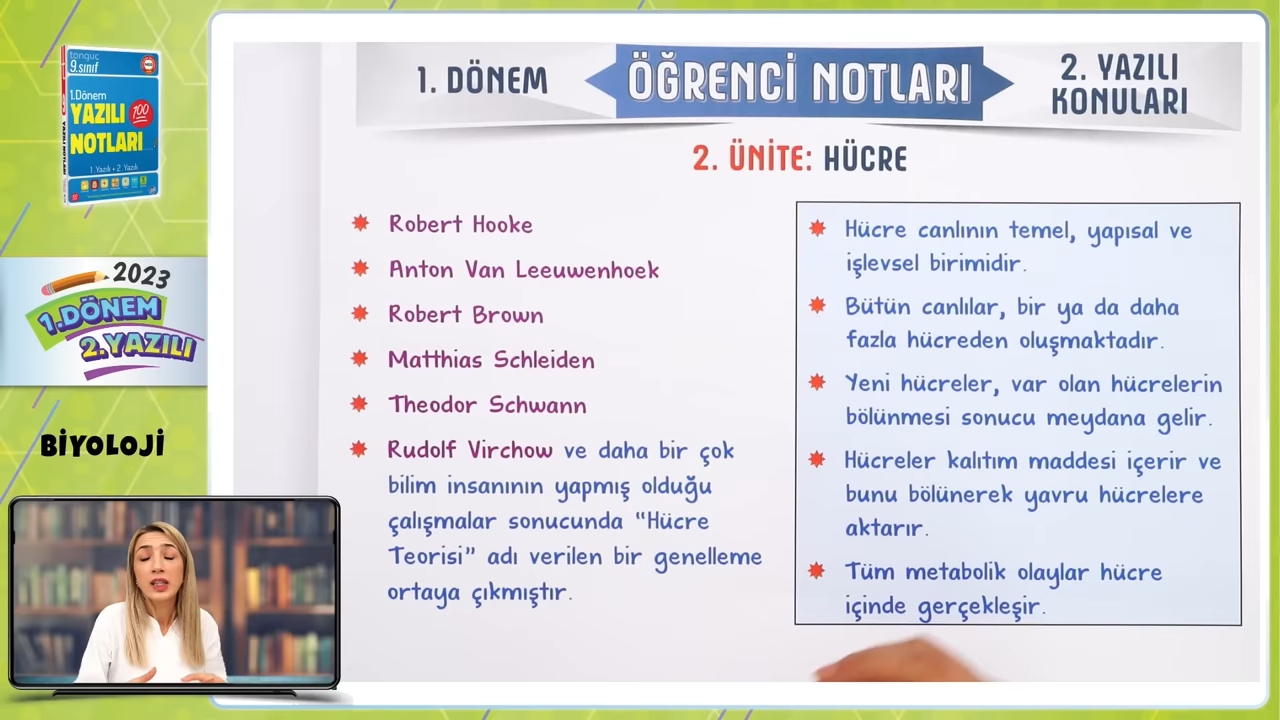 tonguç
9.sınıf
1.Dönem
YAZILI
100
NOTLARI
1.Yazılı + 2.Yazılı
YAZILI NOTLARI
2023
1.DÖNEM
2.YAZILI
BİYOLOJİ
1. DÖNEM
ÖĞRENCİ NOTLARI
2. YAZILI
KONULARI
2. ÜNİTE: HÜCRE
Robert Hooke
Anton Van Leeuwenhoek
Robert Brown
Matthias Schleiden
Theodor Schwann
Rudolf Virchow ve daha bir çok
bilim insanının yapmış olduğu
çalışmalar sonucunda “Hücre
Teorisi” adı verilen bir genelleme
ortaya çıkmıştır.
Hücre canlının temel, yapısal ve
işlevsel birimidir.
Bütün canlılar, bir ya da daha
fazla hücreden oluşmaktadır.
Yeni hücreler, var olan hücrelerin
bölünmesi sonucu meydana gelir.
Hücreler kalıtım maddesi içerir ve
bunu bölünerek yavru hücrelere
aktarır.
Tüm metabolik olaylar hücre
içinde gerçekleşir.